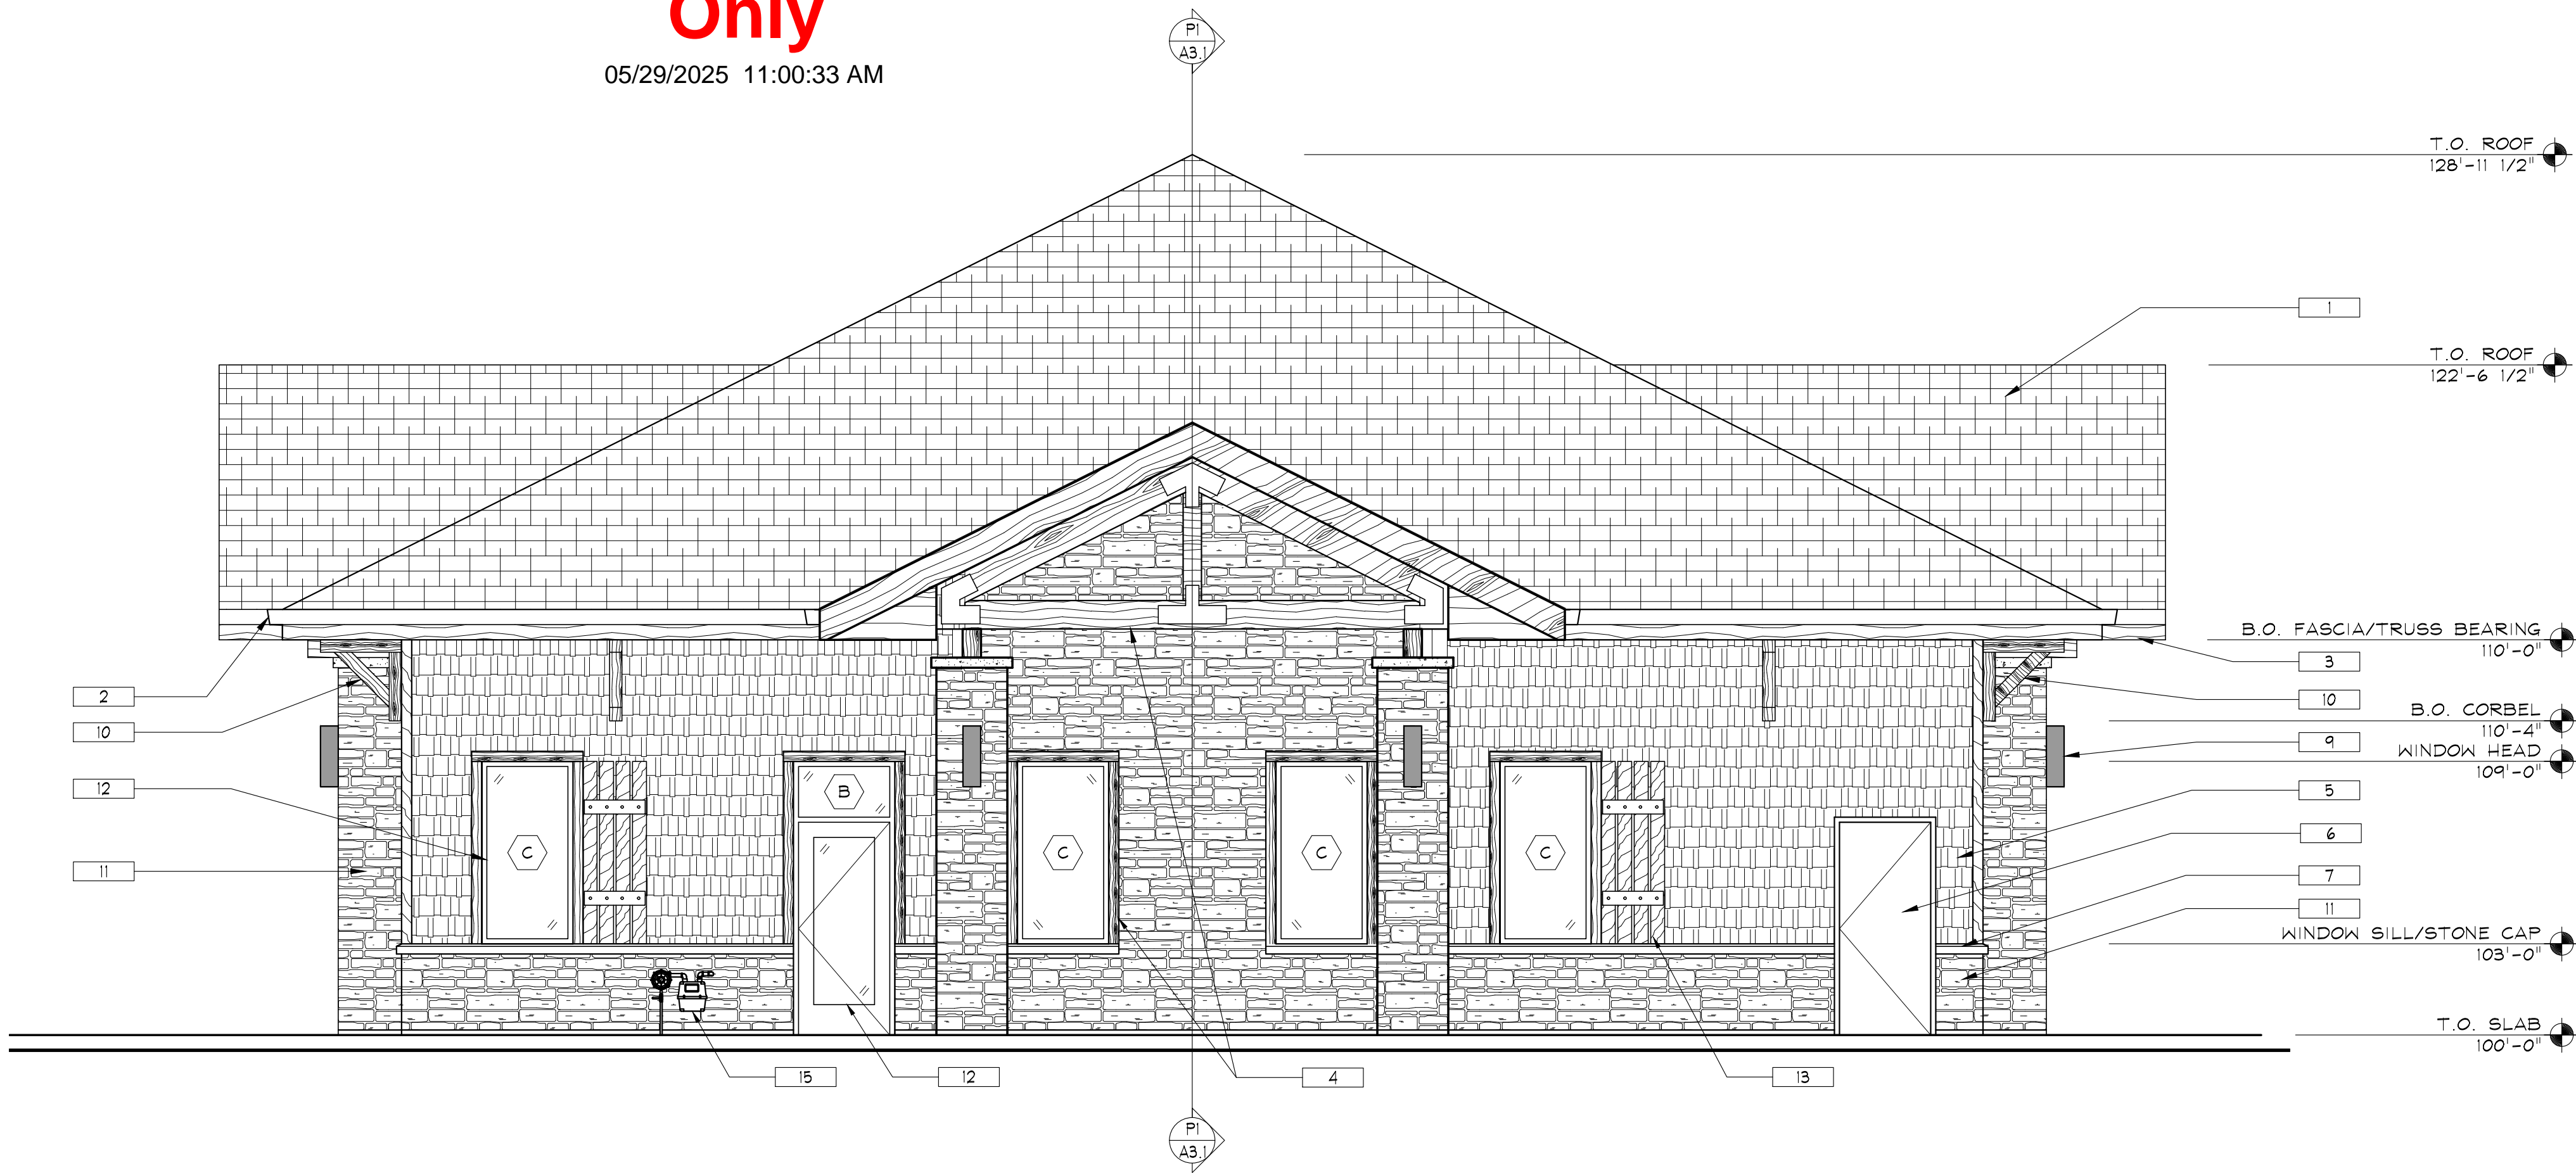 Only
05/29/2025 11:00:33 AM
P1
A3.1
T.O. ROOF
128'-11 1/2"
1
T.O. ROOF
122'-6 1/2"
B.O. FASCIA/TRUSS BEARING
110'-0"
3
2
10
10
B.O. CORBEL
110'-4"
9
WINDOW HEAD
109'-0"
12
5
B
6
C
C
C
C
11
7
11
WINDOW SILL/STONE CAP
103'-0"
T.O. SLAB
100'-0"
15
12
4
13
P1
A3.1